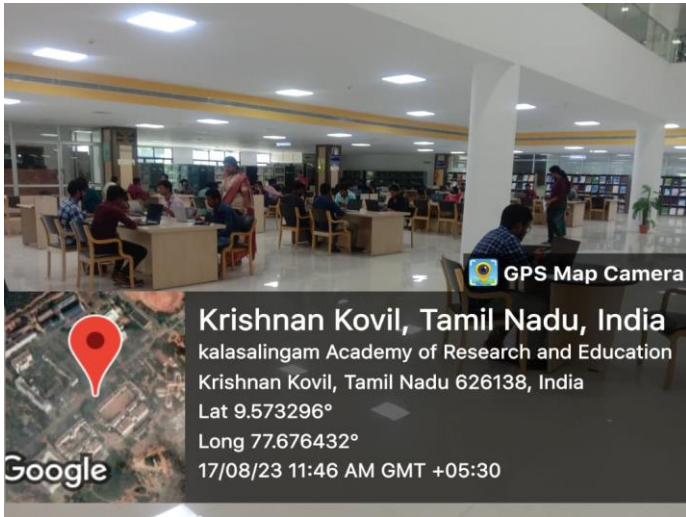 GPS Map Camera
Krishnan Kovil, Tamil Nadu, India
kalasalingam Academy of Research and Education
Krishnan Kovil, Tamil Nadu 626138, India
Lat 9.573296°
Long 77.676432°
17/08/23 11:46 AM GMT +05:30
Google